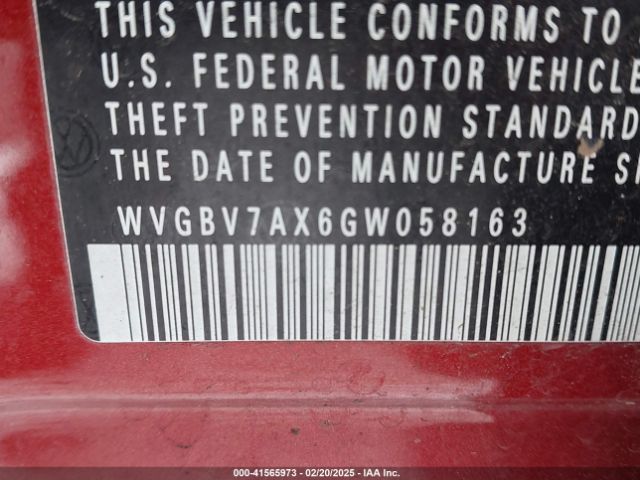 THIS VEHICLE CONFORMS TO
U.S. FEDERAL MOTOR VEHICLE
THEFT PREVENTION STANDARD
THE DATE OF MANUFACTURE
WVGBV7AX6GW058163
000-41565973 - 02/20/2025 - IAA Inc.